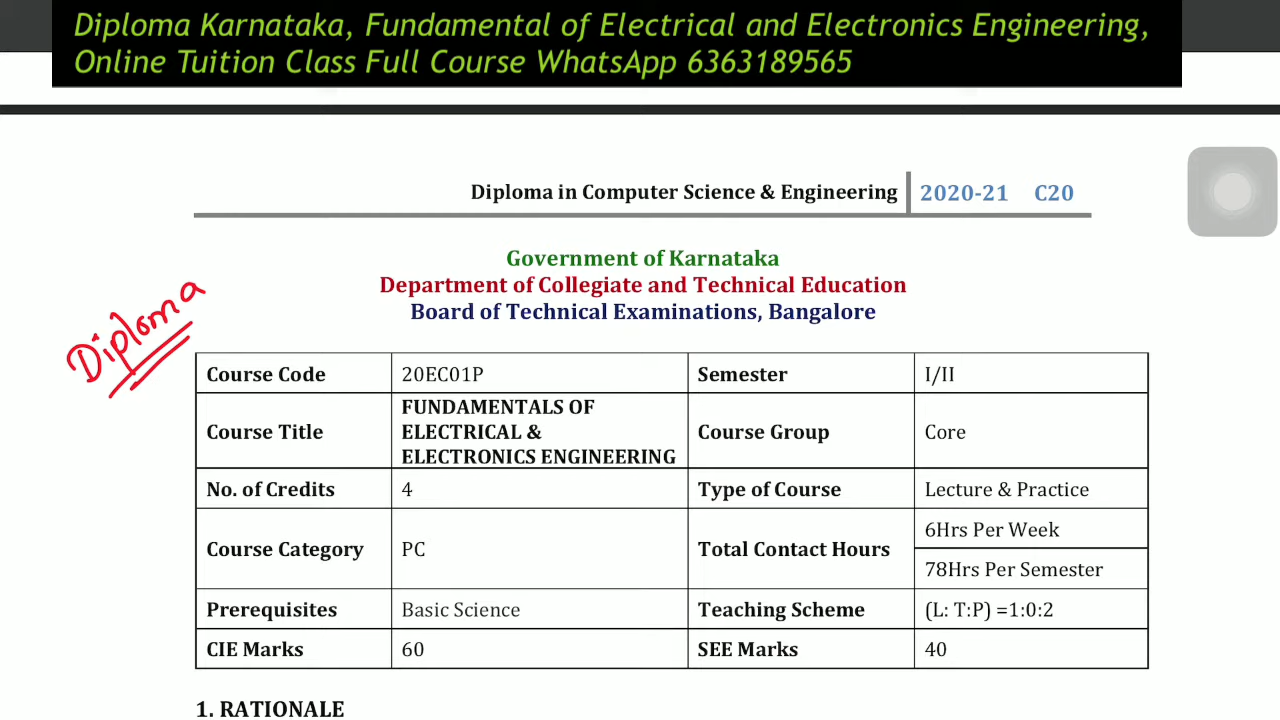 Diploma Karnataka, Fundamental of Electrical and Electronics Engineering,
Online Tuition Class Full Course WhatsApp 6363189565
Diploma in Computer Science & Engineering 2020-21 C20
Government of Karnataka
Department of Collegiate and Technical Education
Board of Technical Examinations, Bangalore
Diploma
Course Code 20EC01P Semester I/II
Course Title FUNDAMENTALS OF ELECTRICAL & ELECTRONICS ENGINEERING Course Group Core
No. of Credits 4 Type of Course Lecture & Practice
Course Category PC Total Contact Hours 6Hrs Per Week
78Hrs Per Semester
Prerequisites Basic Science Teaching Scheme (L: T:P) =1:0:2
CIE Marks 60 SEE Marks 40
1. RATIONALE